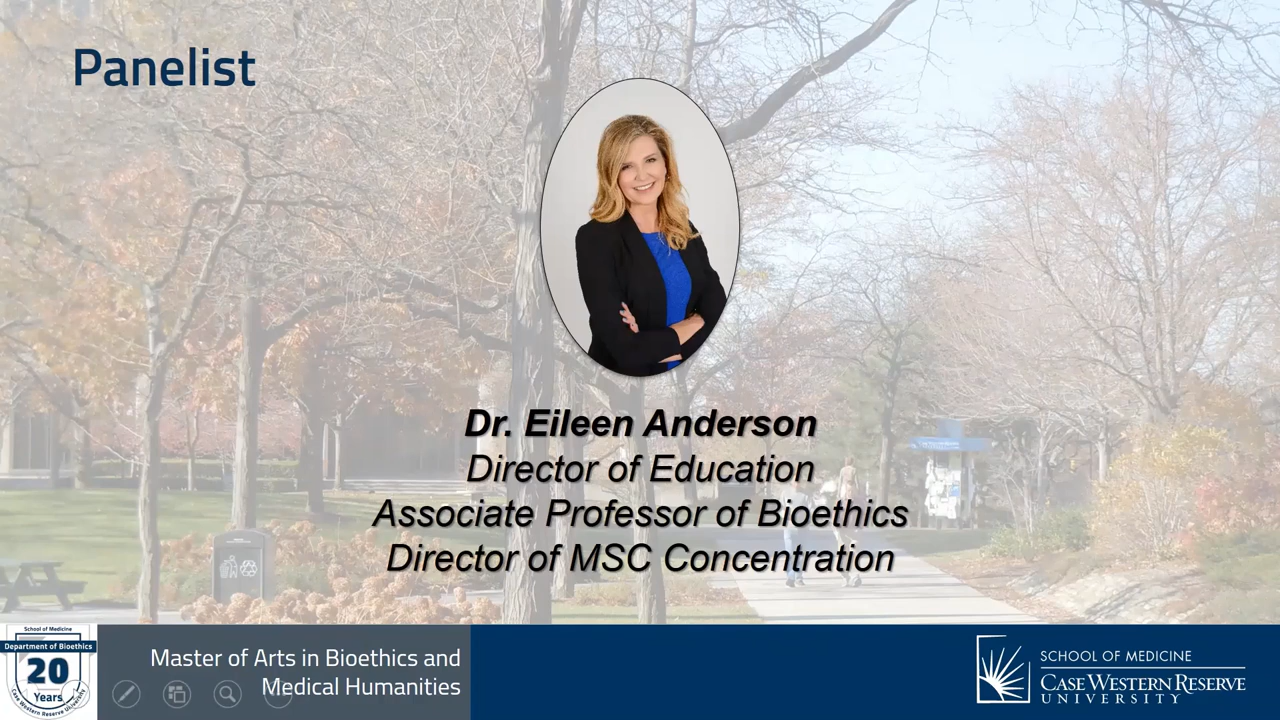 Panelist
Dr. Eileen Anderson
Director of Education
Associate Professor of Bioethics
Director of MSC Concentration
School of Medicine
Department of Bioethics
20
Years
Case Western Reserve University
Master of Arts in Bioethics and
Medical Humanities
SCHOOL OF MEDICINE
CASE WESTERN RESERVE
UNIVERSITY